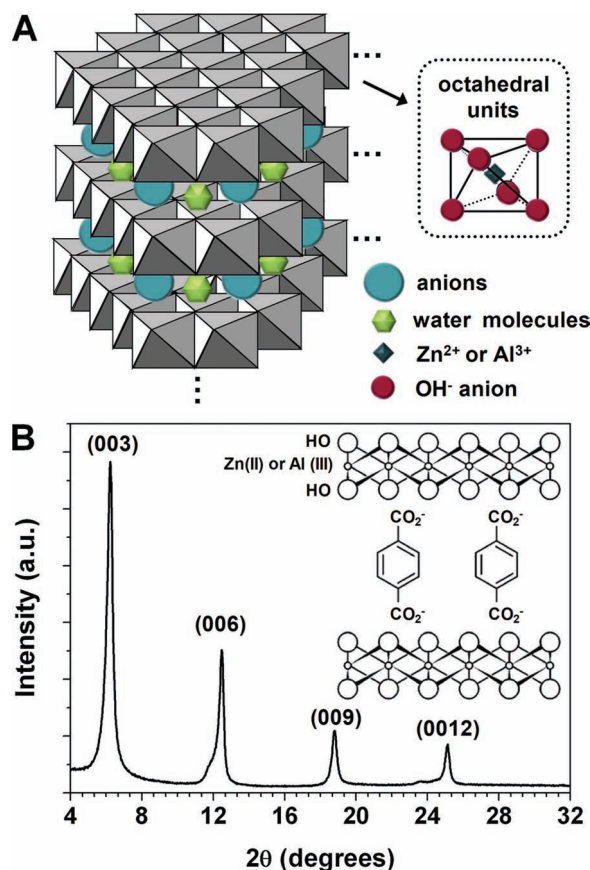 A
...
octahedral
units
...
...
anions
water molecules
Zn²⁺ or Al³⁺
OH⁻ anion
...
B
(003)
(006)
(009)
(0012)
HO
Zn(II) or Al (III)
HO
CO₂⁻ CO₂⁻
CO₂⁻ CO₂⁻
Intensity (a.u.)
4 8 12 16 20 24 28 32
2θ (degrees)